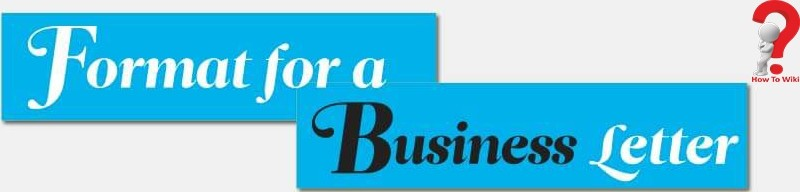 Format for a
Business Letter
How To Wiki